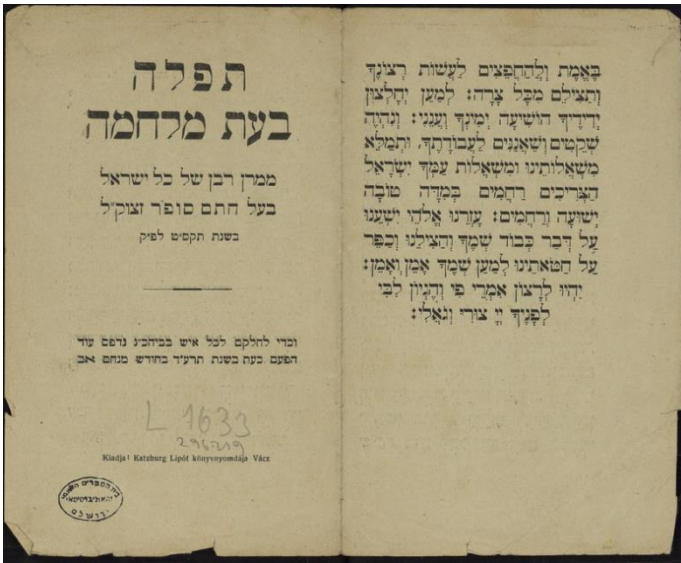 תפלה
בעת מלחמה
ממרן רבן של כל ישראל
בעל חתם סופר זצוק״ל
בשנת תקס״ט לפ״ק
וכדי לחלקם לכל איש בביהכ״נ נדפס עוד
הפעם כעת בשנת תרע״ד בחודש מנחם אב
L 1633
296219
Kiadja: Katzburg Lipót könyvnyomdája Vácz
ירושלם
בָּאֱמֶת וְלַהַחֲפֵצִים לַעֲשׂוֹת רְצוֹנֶךָ
וְתַצִּילֵם מִכָּל צָרָה: לְמַעַן יֵחָלְצוּן
יְדִידֶיךָ הוֹשִׁיעָה יְמִינְךָ וַעֲנֵנִי: וְנִהְיֶה
שְׁקֵטִים וְשַׁאֲנַנִּים לַעֲבוֹדָתֶךָ, וּתְמַלֵּא
מִשְׁאֲלוֹתֵינוּ וּמִשְׁאֲלוֹת עַמְּךָ יִשְׂרָאֵל
הַצְּרִיכִים רַחֲמִים בְּמִדָּה טוֹבָה
יְשׁוּעָה וְרַחֲמִים: עָזְרֵנוּ אֱלֹהֵי יִשְׁעֵנוּ
עַל דְּבַר כְּבוֹד שְׁמֶךָ וְהַצִּילֵנוּ וְכַפֵּר
עַל חַטֹּאתֵינוּ לְמַעַן שְׁמֶךָ אָמֵן וְאָמֵן:
יִהְיוּ לְרָצוֹן אִמְרֵי פִי וְהֶגְיוֹן לִבִּי
לְפָנֶיךָ יְיָ צוּרִי וְגֹאֲלִי: